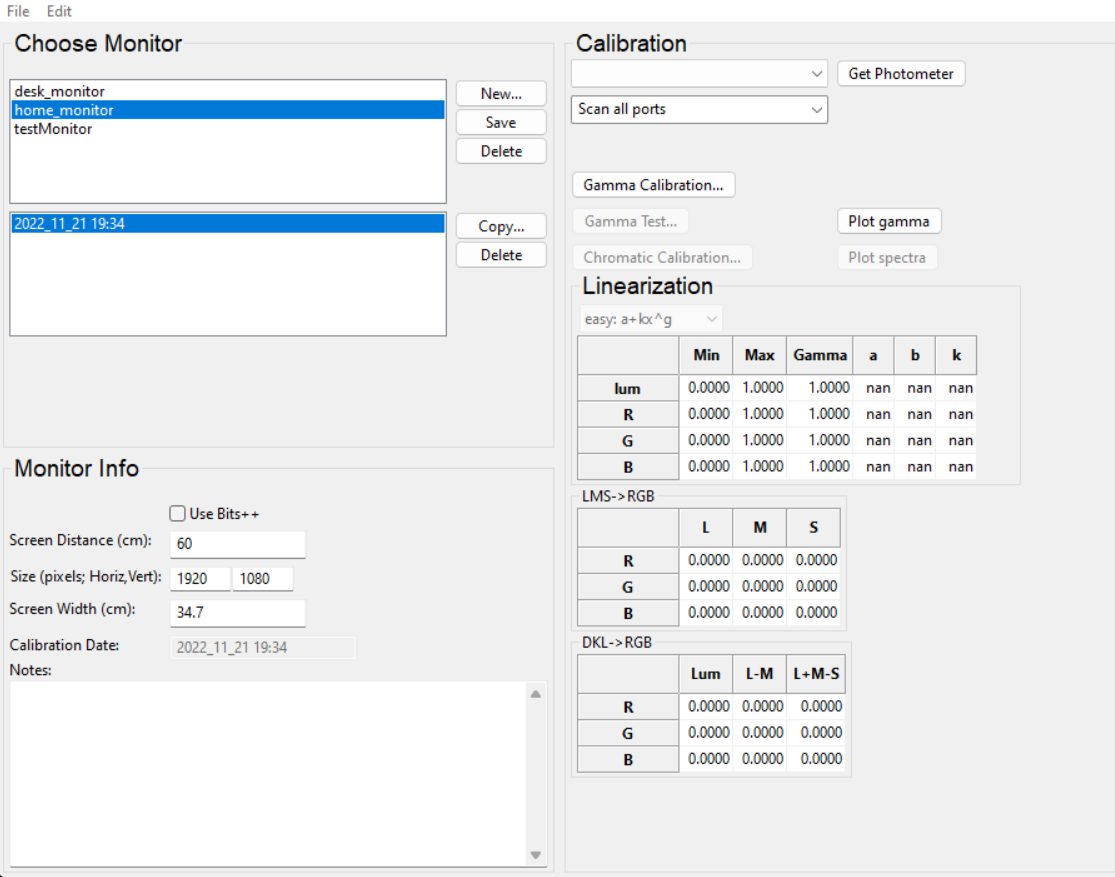 File Edit
Choose Monitor
desk_monitor
home_monitor
testMonitor
New...
Save
Delete
2022_11_21 19:34
Copy...
Delete
Monitor Info
Use Bits++
Screen Distance (cm): 60
Size (pixels; Horiz,Vert): 1920 1080
Screen Width (cm): 34.7
Calibration Date: 2022_11_21 19:34
Notes:
Calibration
Get Photometer
Scan all ports
Gamma Calibration...
Gamma Test... Plot gamma
Chromatic Calibration... Plot spectra
Linearization
easy: a+kx^g
Min Max Gamma a b k
lum 0.0000 1.0000 1.0000 nan nan nan
R 0.0000 1.0000 1.0000 nan nan nan
G 0.0000 1.0000 1.0000 nan nan nan
B 0.0000 1.0000 1.0000 nan nan nan
LMS->RGB
L M S
R 0.0000 0.0000 0.0000
G 0.0000 0.0000 0.0000
B 0.0000 0.0000 0.0000
DKL->RGB
Lum L-M L+M-S
R 0.0000 0.0000 0.0000
G 0.0000 0.0000 0.0000
B 0.0000 0.0000 0.0000